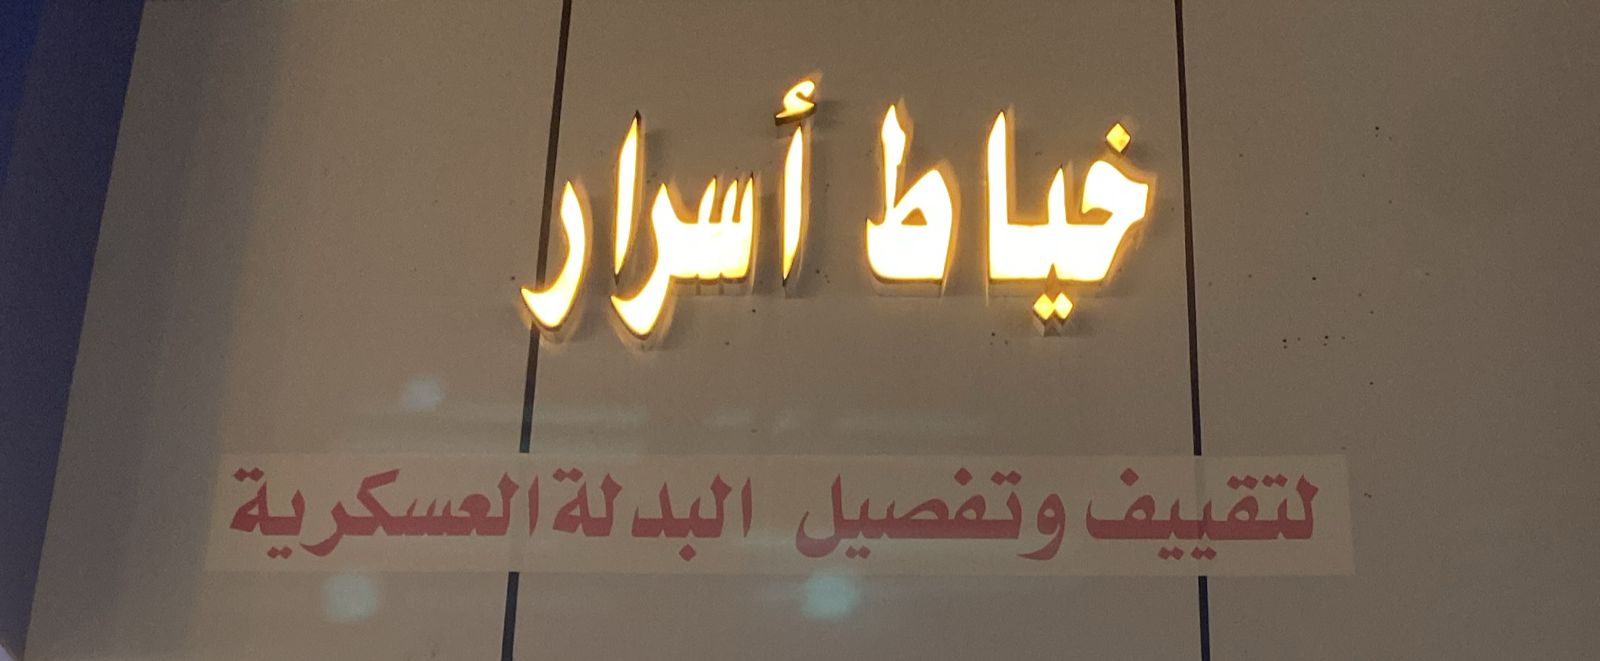 خياط أسرار
لتقييف وتفصيل البدلة العسكرية